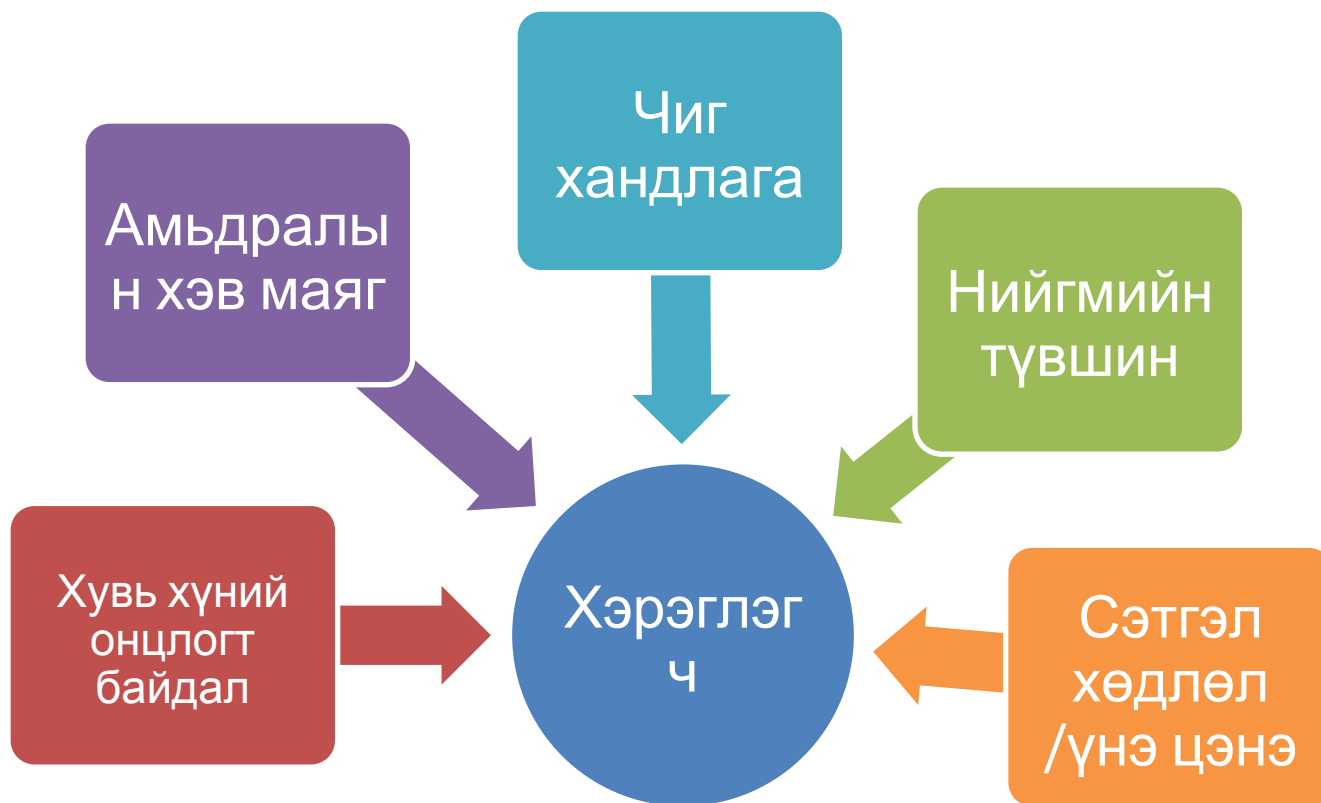 Чиг
хандлага
Амьдралы
н хэв маяг
Нийгмийн
түвшин
Хувь хүний
онцлогт
байдал
Хэрэглэг
ч
Сэтгэл
хөдлөл
/үнэ цэнэ